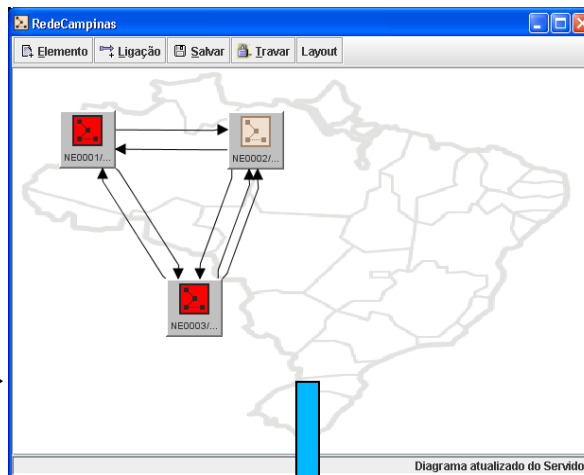 RedeCampinas
Elemento Ligação Salvar Travar Layout
NE0001/... NE0002/...
NE0003/...
Diagrama atualizado do Servido